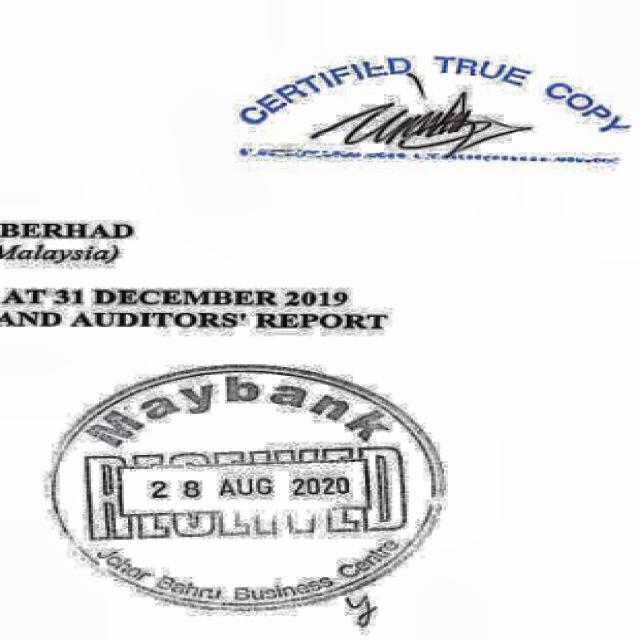 CERTIFIED TRUE COPY
BERHAD
Malaysia)
AT 31 DECEMBER 2019
AND AUDITORS' REPORT
Maybank
RECEIVED
28 AUG 2020
Johor Bahru Business Centre